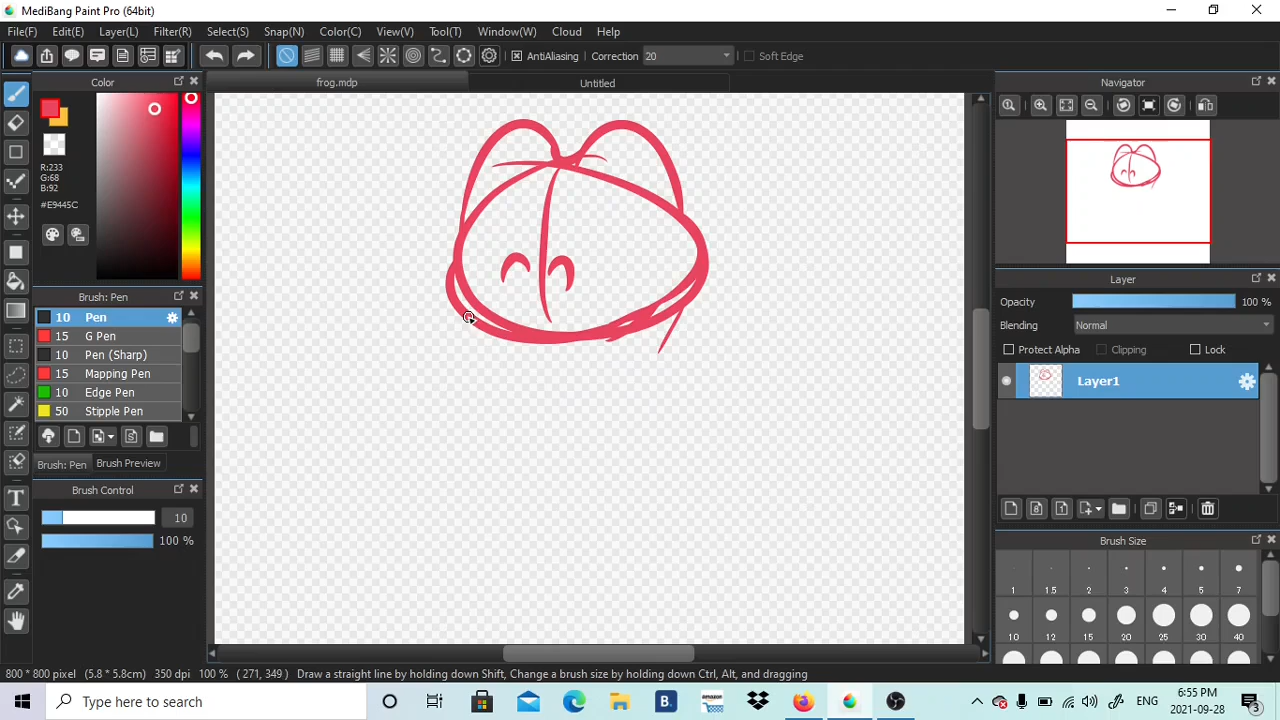 MediBang Paint Pro (64bit)
File(F) Edit(E) Layer(L) Filter(R) Select(S) Snap(N) Color(C) View(V) Tool(T) Window(W) Cloud Help
AntiAliasing Correction 20 Soft Edge
frog.mdp Untitled
Color
R:233
G:68
B:92
#E9445C
Brush: Pen
10 Pen
15 G Pen
10 Pen (Sharp)
15 Mapping Pen
10 Edge Pen
50 Stipple Pen
Brush: Pen Brush Preview
Brush Control
10
100 %
Navigator
Layer
Opacity 100 %
Blending Normal
Protect Alpha Clipping Lock
Layer1
Brush Size
1 1.5 2 3 4 5 7
10 12 15 20 25 30 40
800 * 800 pixel (5.8 * 5.8cm) 350 dpi 100 % ( 271, 349 ) Draw a straight line by holding down Shift, Change a brush size by holding down Ctrl, Alt, and dragging
Type here to search
B.
amazon
ENG
6:55 PM
2021-09-28
3